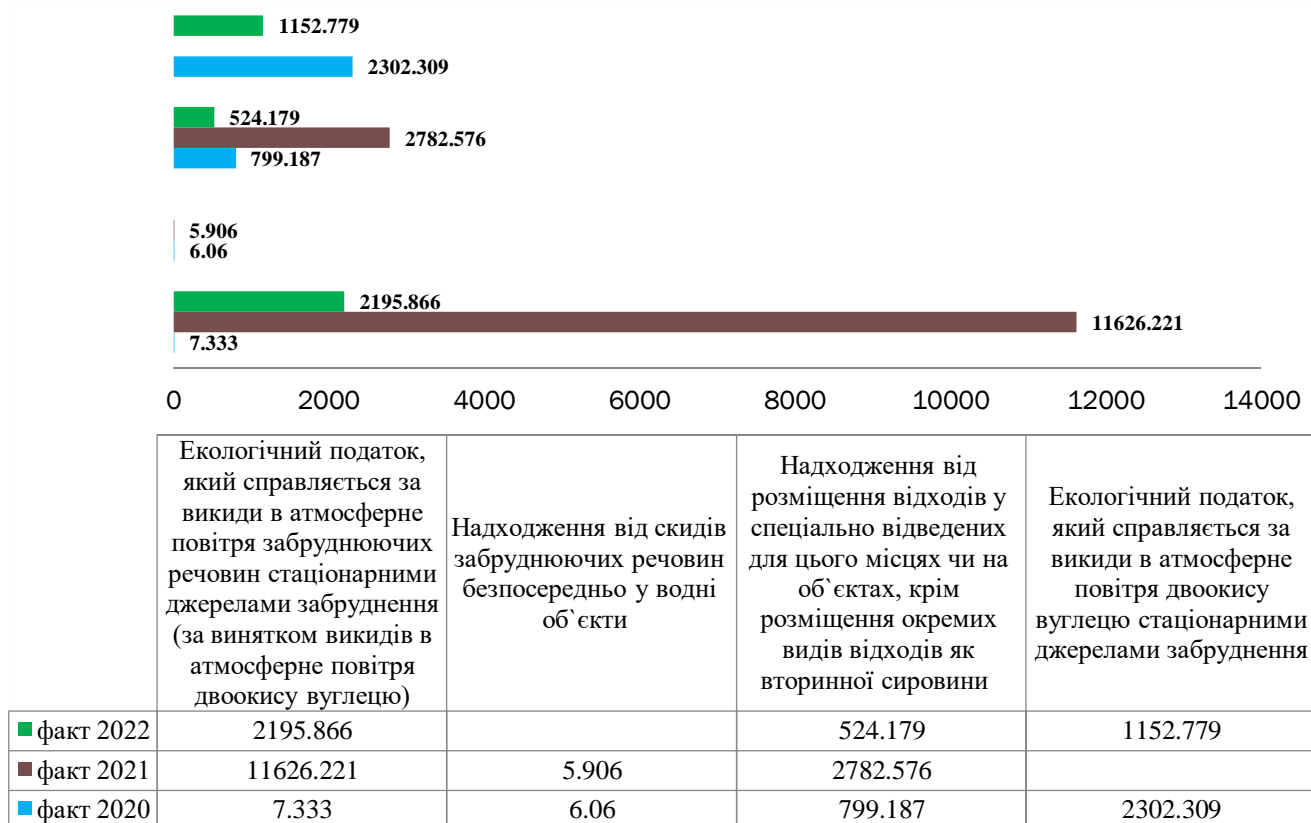 1152.779
2302.309
524.179
2782.576
799.187
5.906
6.06
2195.866
11626.221
7.333
0 2000 4000 6000 8000 10000 12000 14000
Екологічний податок,
який справляється за
викиди в атмосферне
повітря забруднюючих
речовин стаціонарними
джерелами забруднення
(за винятком викидів в
атмосферне повітря
двоокису вуглецю)
Надходження від скидів
забруднюючих речовин
безпосередньо у водні
об`єкти
Надходження від
розміщення відходів у
спеціально відведених
для цього місцях чи на
об`єктах, крім
розміщення окремих
видів відходів як
вторинної сировини
Екологічний податок,
який справляється за
викиди в атмосферне
повітря двоокису
вуглецю стаціонарними
джерелами забруднення
факт 2022 2195.866 524.179 1152.779
факт 2021 11626.221 5.906 2782.576
факт 2020 7.333 6.06 799.187 2302.309